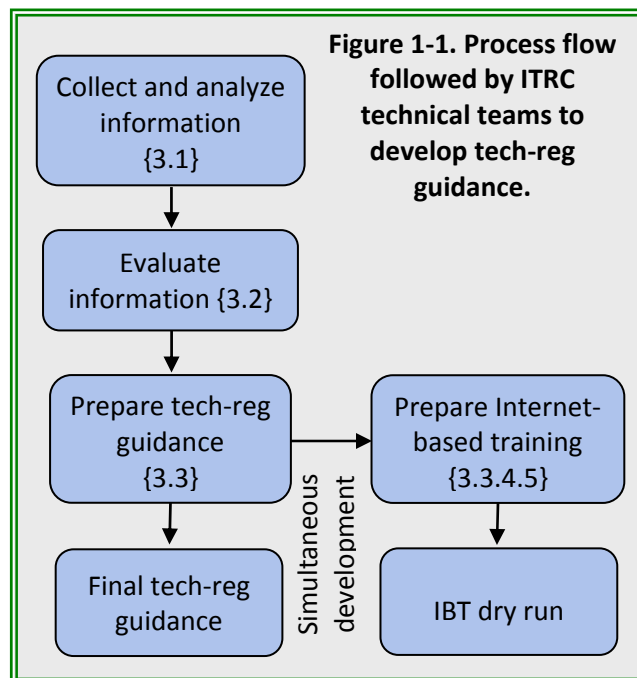 Figure 1-1. Process flow
followed by ITRC
technical teams to
develop tech-reg
guidance.
Collect and analyze
information
{3.1}
Evaluate
information {3.2}
Prepare tech-reg
guidance
{3.3}
Simultaneous
development
Prepare Internet-
based training
{3.3.4.5}
Final tech-reg
guidance
IBT dry run